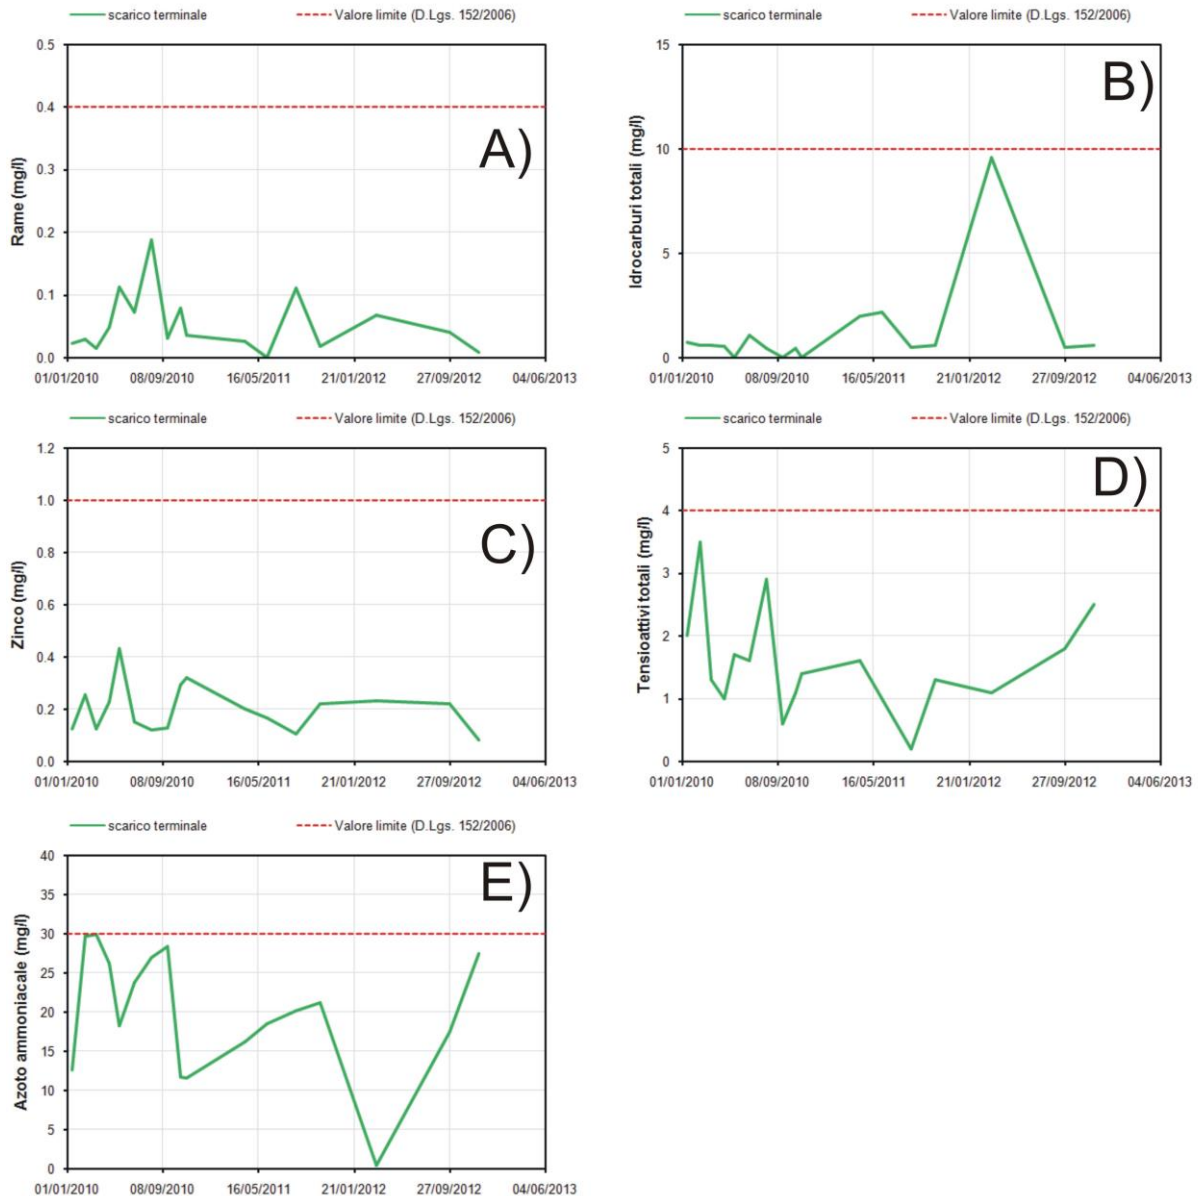 scarico terminale
Valore limite (D.Lgs. 152/2006)
A)
Rame (mg/l)
0.5
0.4
0.3
0.2
0.1
0.0
01/01/2010 08/09/2010 16/05/2011 21/01/2012 27/09/2012 04/06/2013
scarico terminale
Valore limite (D.Lgs. 152/2006)
B)
Idrocarburi totali (mg/l)
15
10
5
0
01/01/2010 08/09/2010 16/05/2011 21/01/2012 27/09/2012 04/06/2013
scarico terminale
Valore limite (D.Lgs. 152/2006)
C)
Zinco (mg/l)
1.2
1.0
0.8
0.6
0.4
0.2
0.0
01/01/2010 08/09/2010 16/05/2011 21/01/2012 27/09/2012 04/06/2013
scarico terminale
Valore limite (D.Lgs. 152/2006)
D)
Tensioattivi totali (mg/l)
5
4
3
2
1
0
01/01/2010 08/09/2010 16/05/2011 21/01/2012 27/09/2012 04/06/2013
scarico terminale
Valore limite (D.Lgs. 152/2006)
E)
Azoto ammoniacale (mg/l)
40
35
30
25
20
15
10
5
0
01/01/2010 08/09/2010 16/05/2011 21/01/2012 27/09/2012 04/06/2013